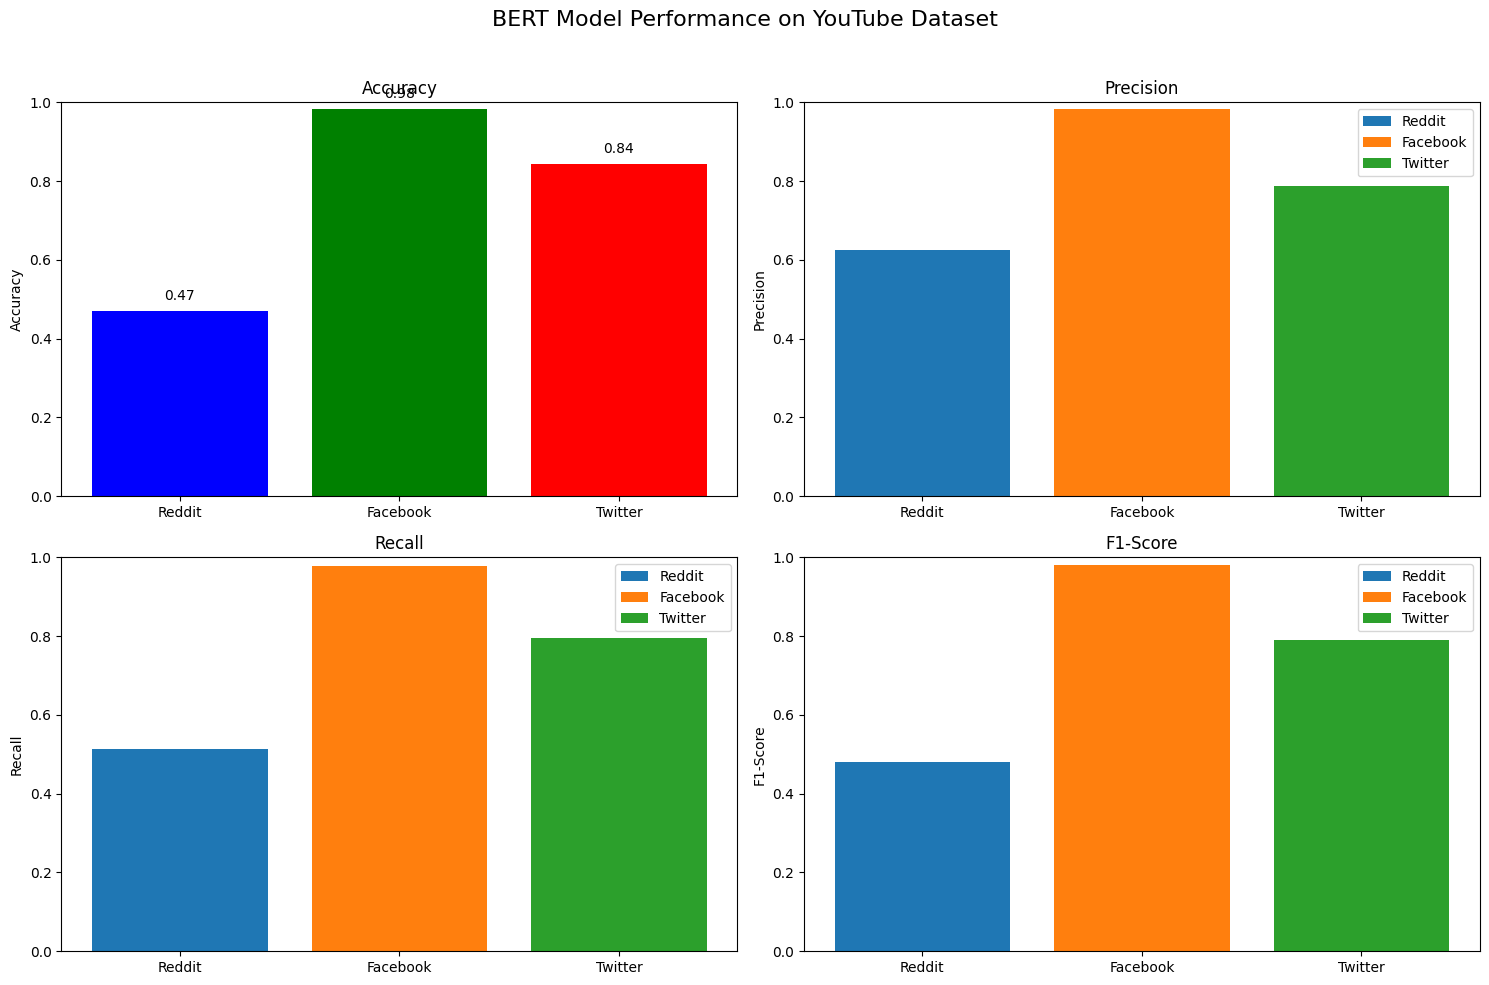 BERT Model Performance on YouTube Dataset
Accuracy
0.98
0.84
0.47
Accuracy
1.0
0.8
0.6
0.4
0.2
0.0
Reddit Facebook Twitter
Precision
Reddit
Facebook
Twitter
Precision
1.0
0.8
0.6
0.4
0.2
0.0
Reddit Facebook Twitter
Recall
Reddit
Facebook
Twitter
Recall
1.0
0.8
0.6
0.4
0.2
0.0
Reddit Facebook Twitter
F1-Score
Reddit
Facebook
Twitter
F1-Score
1.0
0.8
0.6
0.4
0.2
0.0
Reddit Facebook Twitter